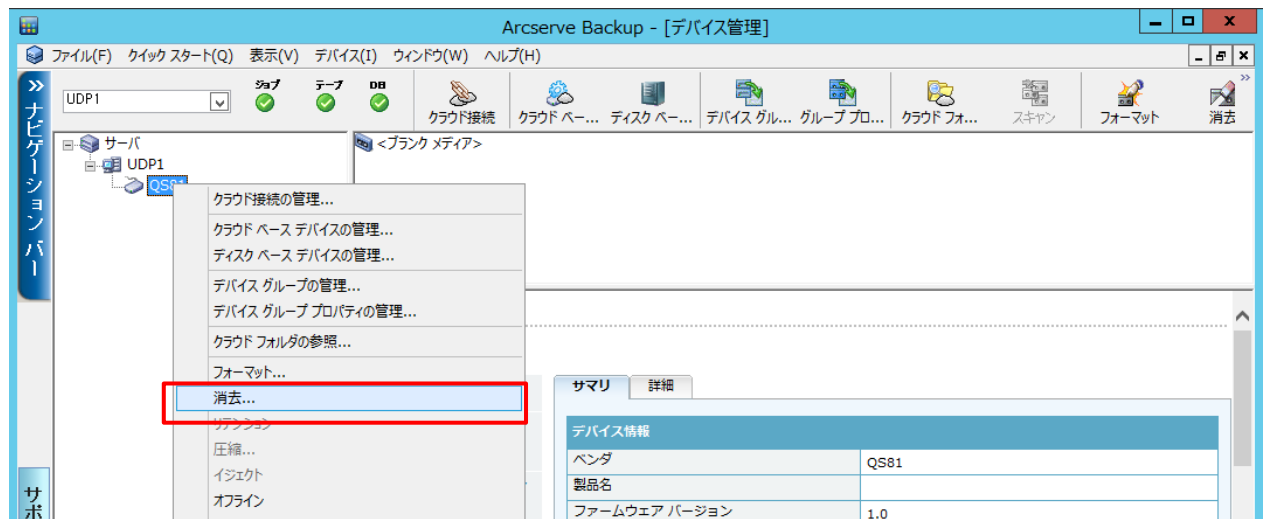 Arcserve Backup - [デバイス管理]
ファイル(F) クイック スタート(Q) 表示(V) デバイス(I) ウィンドウ(W) ヘルプ(H)
ナビゲーション バー
UDP1
ジョブ テープ DB
クラウド接続 クラウド ベー... ディスク ベー... デバイス グル... グループ プロ... クラウド フォ... スキャン フォーマット 消去
サーバ
UDP1
QS81
<ブランク メディア>
クラウド接続の管理...
クラウド ベース デバイスの管理...
ディスク ベース デバイスの管理...
デバイス グループの管理...
デバイス グループ プロパティの管理...
クラウド フォルダの参照...
フォーマット...
消去...
リテンション
圧縮...
イジェクト
オフライン
サマリ 詳細
デバイス情報
ベンダ QS81
製品名
ファームウェア バージョン 1.0
サポ